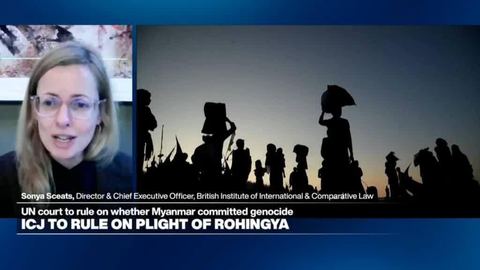 Sonya Sceats, Director & Chief Executive Officer, British Institute of International & Comparative Law
UN court to rule on whether Myanmar committed genocide
ICJ TO RULE ON PLIGHT OF ROHINGYA